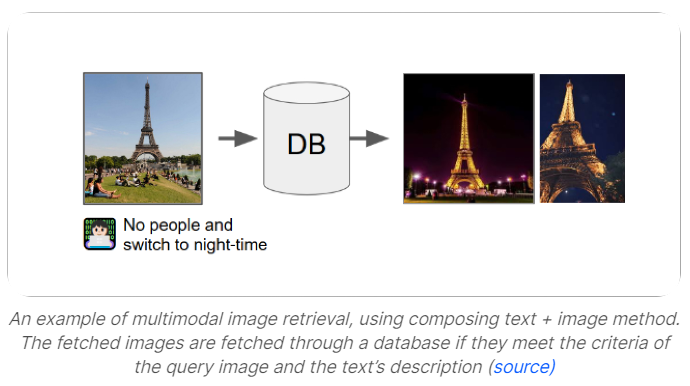 DB
No people and
switch to night-time
An example of multimodal image retrieval, using composing text + image method.
The fetched images are fetched through a database if they meet the criteria of
the query image and the text's description (source)